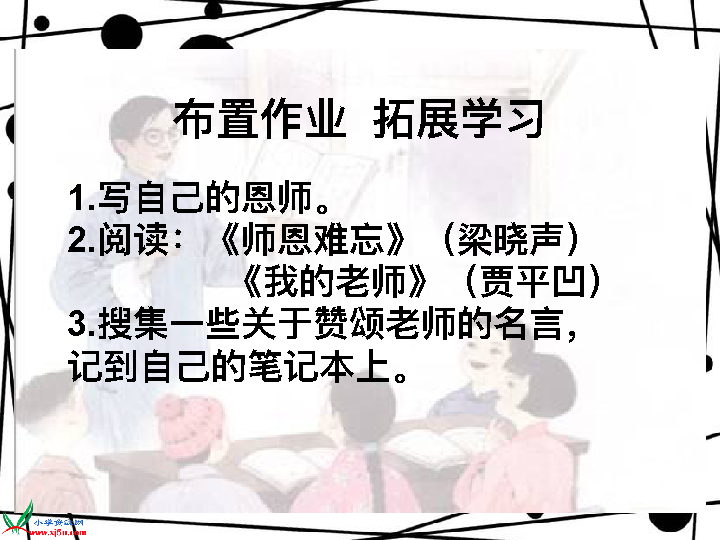 布置作业 拓展学习
1.写自己的恩师。
2.阅读：《师恩难忘》（梁晓声）
《我的老师》（贾平凹）
3.搜集一些关于赞颂老师的名言，
记到自己的笔记本上。
小学资源网
www.xj5u.com